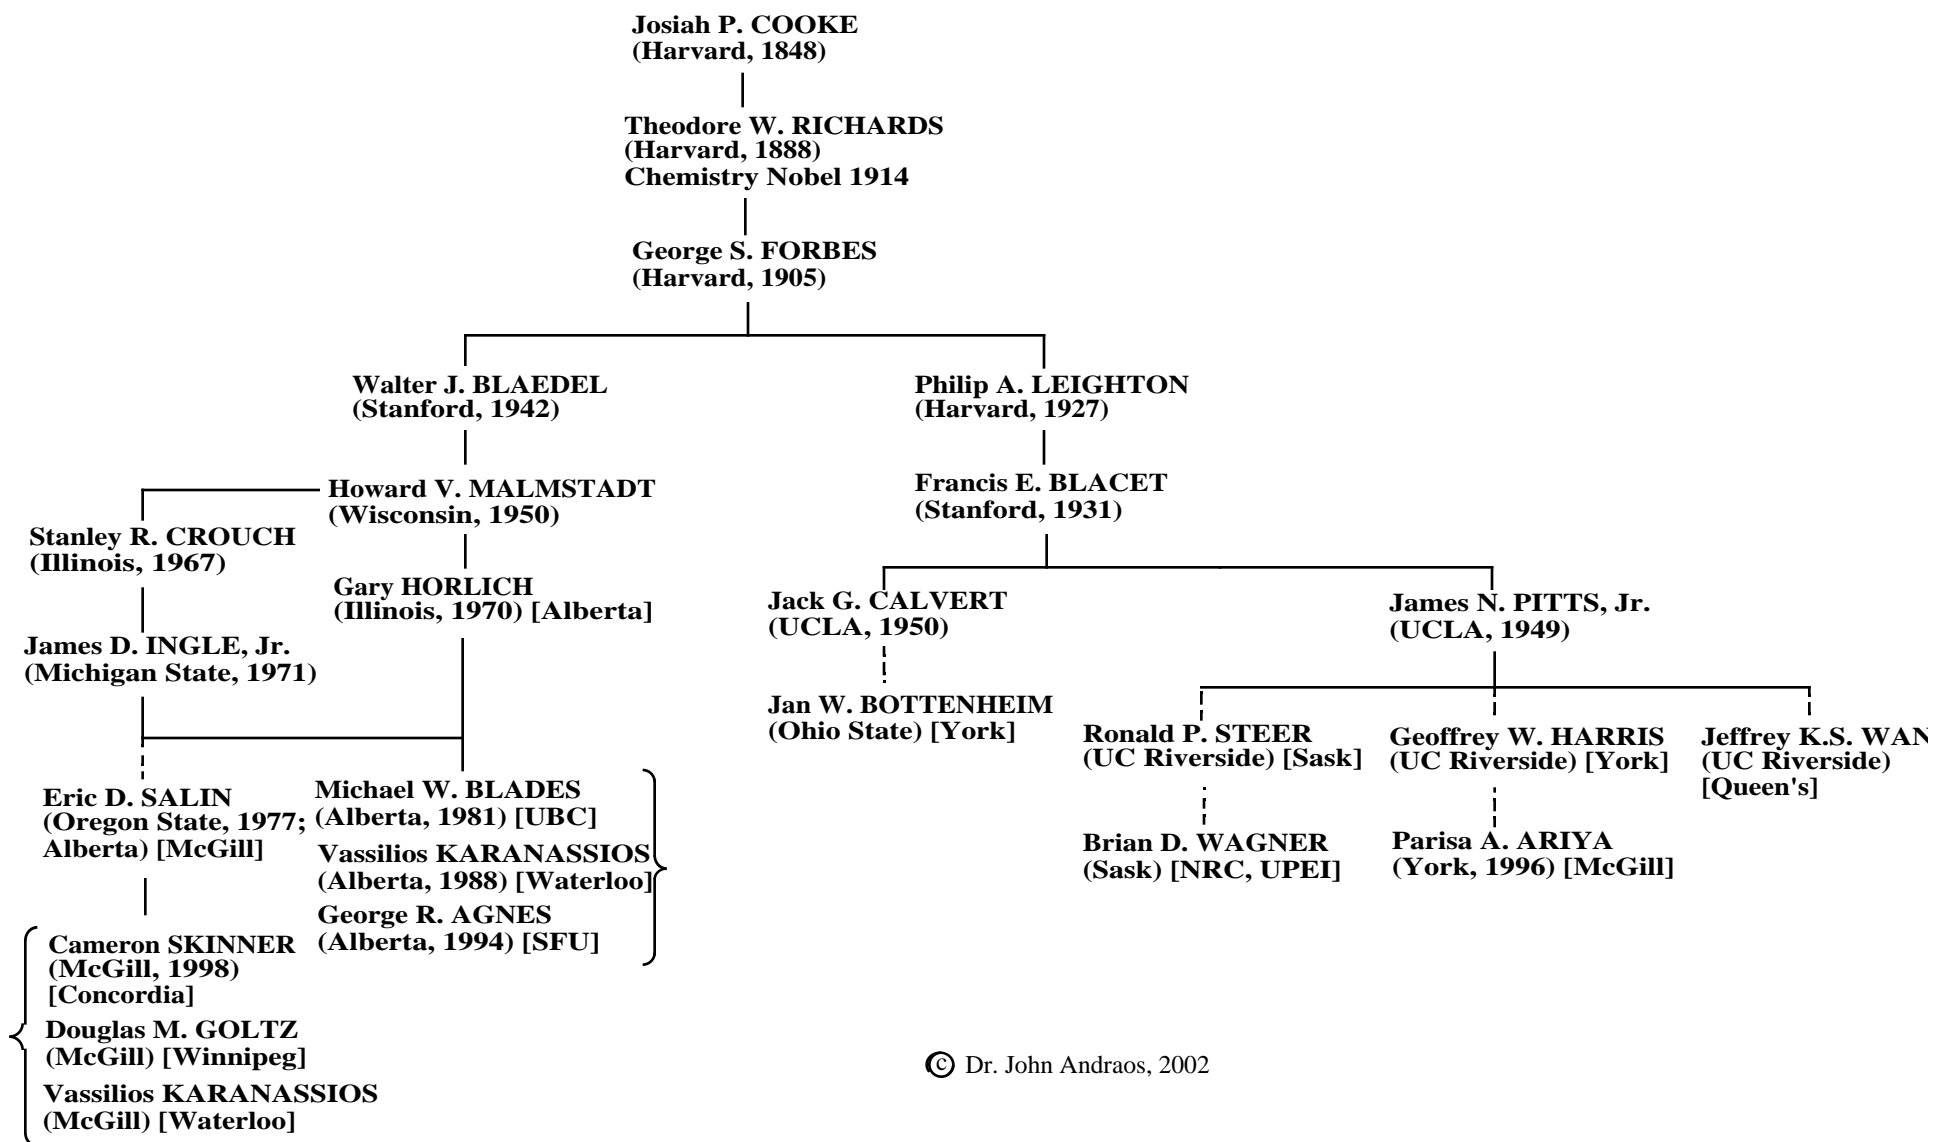 Josiah P. COOKE
(Harvard, 1848)
Theodore W. RICHARDS
(Harvard, 1888)
Chemistry Nobel 1914
George S. FORBES
(Harvard, 1905)
Walter J. BLAEDEL
(Stanford, 1942)
Philip A. LEIGHTON
(Harvard, 1927)
Howard V. MALMSTADT
(Wisconsin, 1950)
Francis E. BLACET
(Stanford, 1931)
Stanley R. CROUCH
(Illinois, 1967)
Gary HORLICH
(Illinois, 1970) [Alberta]
Jack G. CALVERT
(UCLA, 1950)
James N. PITTS, Jr.
(UCLA, 1949)
James D. INGLE, Jr.
(Michigan State, 1971)
Jan W. BOTTENHEIM
(Ohio State) [York]
Ronald P. STEER
(UC Riverside) [Sask]
Geoffrey W. HARRIS
(UC Riverside) [York]
Jeffrey K.S. WAN
(UC Riverside)
[Queen's]
Eric D. SALIN
(Oregon State, 1977;
Alberta) [McGill]
Michael W. BLADES
(Alberta, 1981) [UBC]
Vassilios KARANASSIOS
(Alberta, 1988) [Waterloo]
George R. AGNES
(Alberta, 1994) [SFU]
Brian D. WAGNER
(Sask) [NRC, UPEI]
Parisa A. ARIYA
(York, 1996) [McGill]
Cameron SKINNER
(McGill, 1998)
[Concordia]
Douglas M. GOLTZ
(McGill) [Winnipeg]
Vassilios KARANASSIOS
(McGill) [Waterloo]
© Dr. John Andraos, 2002